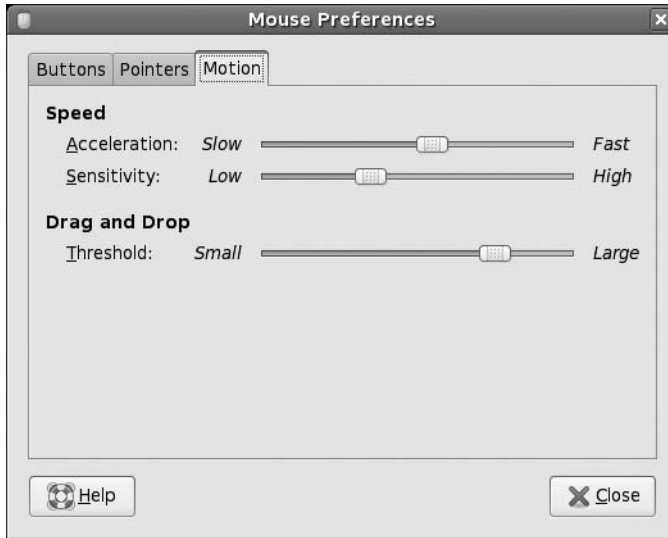 Mouse Preferences
Buttons Pointers Motion
Speed
Acceleration: Slow Fast
Sensitivity: Low High
Drag and Drop
Threshold: Small Large
Help Close